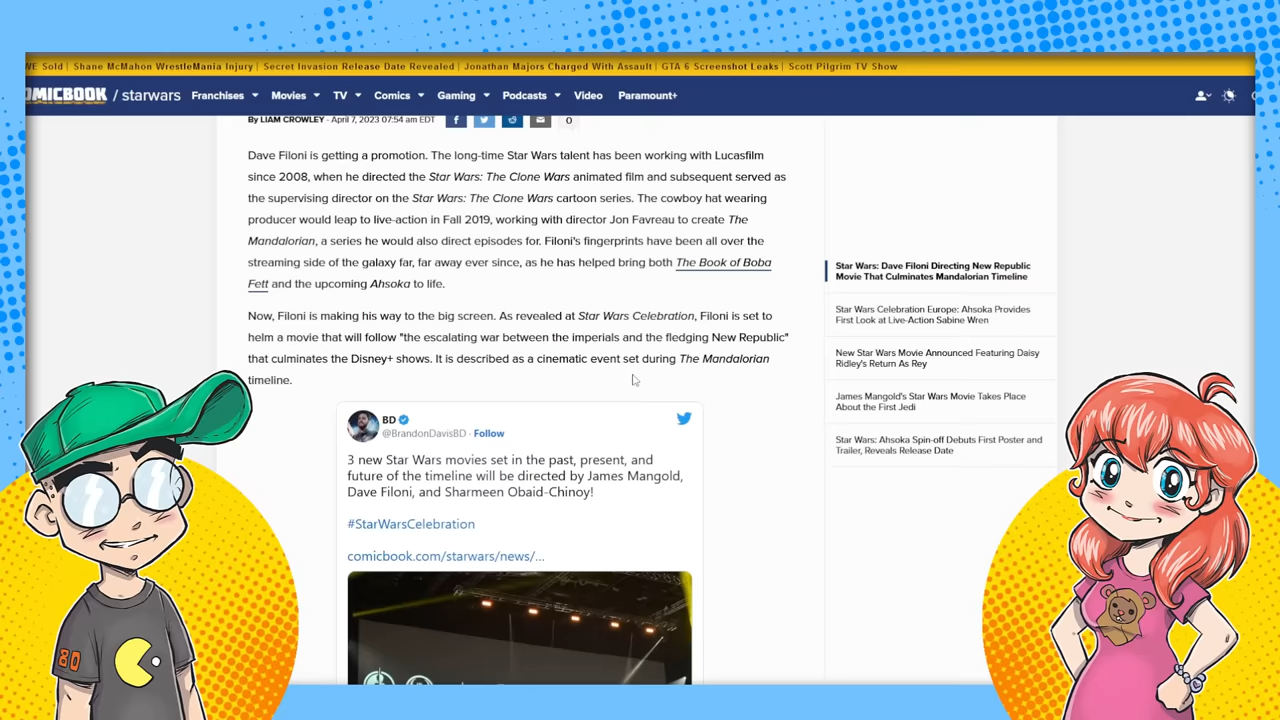 WE Sold | Shane McMahon WrestleMania Injury | Secret Invasion Release Date Revealed | Jonathan Majors Charged With Assault | GTA 6 Screenshot Leaks | Scott Pilgrim TV Show
OMICBOOK / starwars Franchises Movies TV Comics Gaming Podcasts Video Paramount+
By LIAM CROWLEY - April 7, 2023 07:54 am EDT 0
Dave Filoni is getting a promotion. The long-time Star Wars talent has been working with Lucasfilm
since 2008, when he directed the Star Wars: The Clone Wars animated film and subsequent served as
the supervising director on the Star Wars: The Clone Wars cartoon series. The cowboy hat wearing
producer would leap to live-action in Fall 2019, working with director Jon Favreau to create The
Mandalorian, a series he would also direct episodes for. Filoni's fingerprints have been all over the
streaming side of the galaxy far, far away ever since, as he has helped bring both The Book of Boba
Fett and the upcoming Ahsoka to life.
Now, Filoni is making his way to the big screen. As revealed at Star Wars Celebration, Filoni is set to
helm a movie that will follow "the escalating war between the imperials and the fledging New Republic"
that culminates the Disney+ shows. It is described as a cinematic event set during The Mandalorian
timeline.
BD
@BrandonDavisBD · Follow
3 new Star Wars movies set in the past, present, and
future of the timeline will be directed by James Mangold,
Dave Filoni, and Sharmeen Obaid-Chinoy!
#StarWarsCelebration
comicbook.com/starwars/news/...
Star Wars: Dave Filoni Directing New Republic
Movie That Culminates Mandalorian Timeline
Star Wars Celebration Europe: Ahsoka Provides
First Look at Live-Action Sabine Wren
New Star Wars Movie Announced Featuring Daisy
Ridley's Return As Rey
James Mangold's Star Wars Movie Takes Place
About the First Jedi
Star Wars: Ahsoka Spin-off Debuts First Poster and
Trailer, Reveals Release Date
80